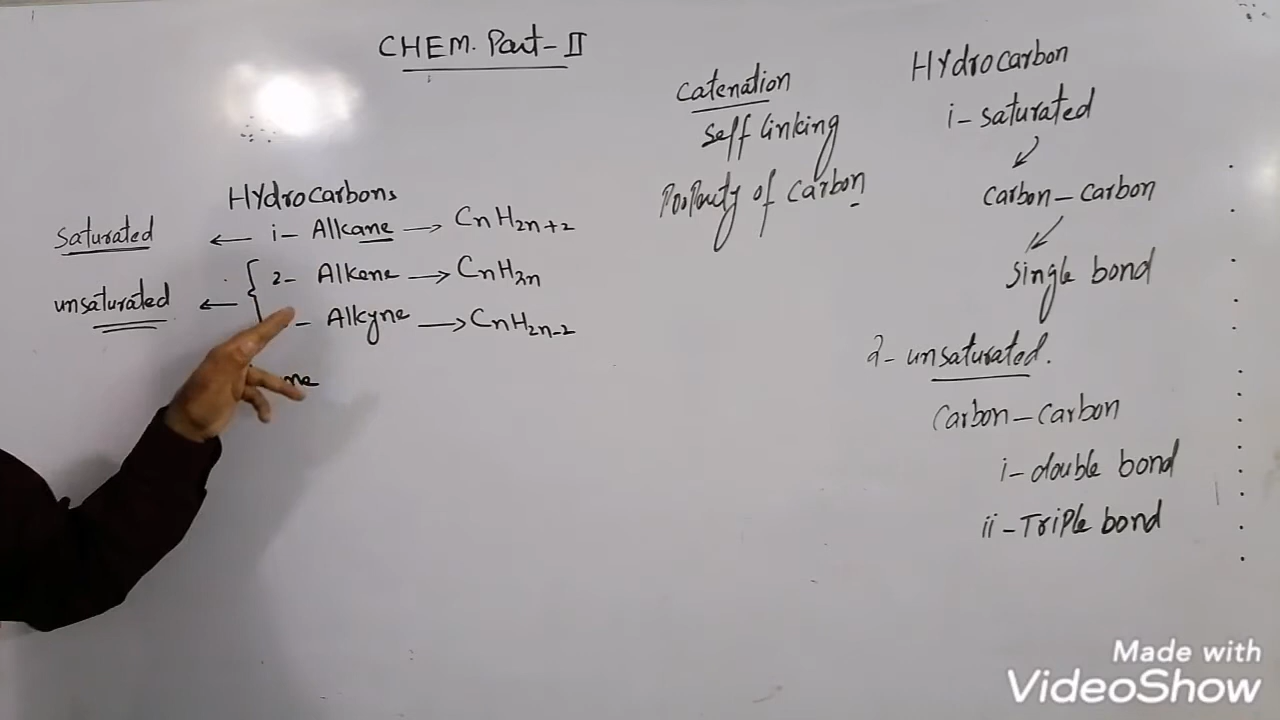 CHEM. Part-II
Hydrocarbons
saturated ← i- Alkane → CnH2n+2
unsaturated ← { 2- Alkene → CnH2n
- Alkyne → CnH2n-2
ne
Catenation
Self linking
PooPouty of carbon
Hydrocarbon
i- saturated
carbon-carbon
single bond
2- unsaturated.
Carbon-carbon
i-double bond
ii-Triple bond
Made with
VideoShow